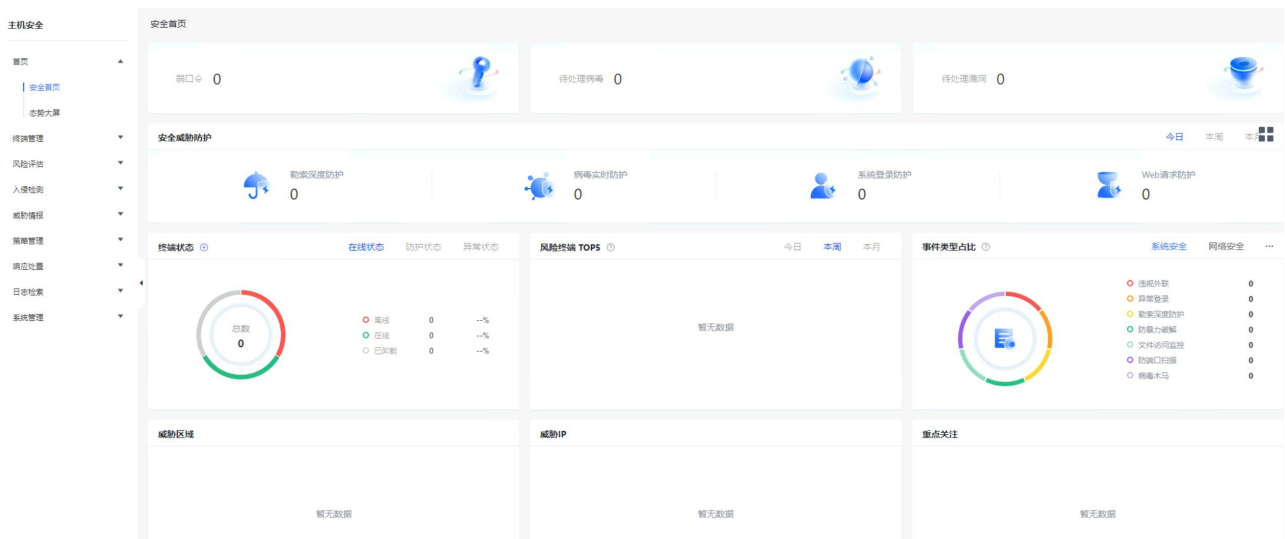 主机安全
安全首页
首页
安全首页
态势大屏
终端管理
风险评估
入侵检测
威胁情报
策略管理
响应处置
日志检索
系统管理
弱口令 0
待处理病毒 0
待处理漏洞 0
安全威胁防护
今日 本周 本月
勒索深度防护
0
病毒实时防护
0
系统登录防护
0
Web请求防护
0
终端状态
在线状态 防护状态 异常状态
总数
0
离线 0 --%
在线 0 --%
已卸载 0 --%
风险终端 TOP5
今日 本周 本月
暂无数据
事件类型占比
系统安全 网络安全 ...
违规外联 0
异常登录 0
勒索深度防护 0
防暴力破解 0
文件访问监控 0
防端口扫描 0
病毒木马 0
威胁区域
暂无数据
威胁IP
暂无数据
重点关注
暂无数据